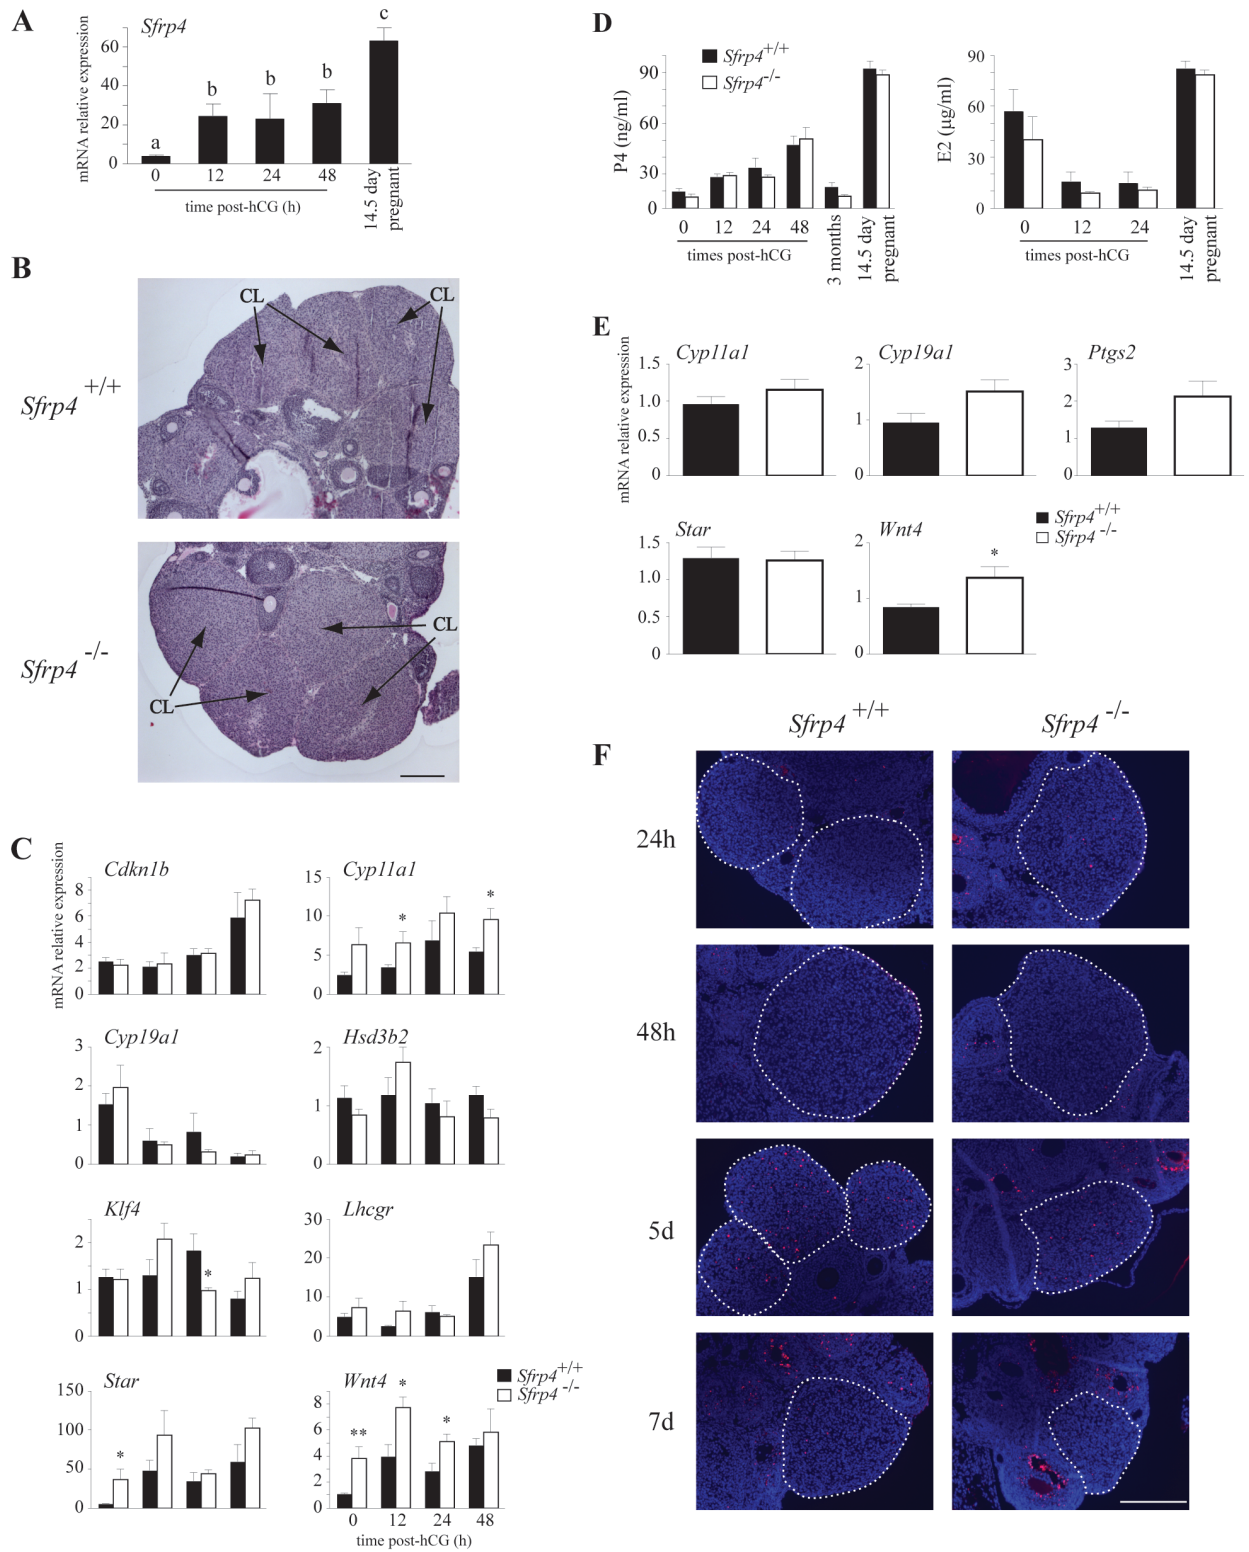 A
Sfrp4
mRNA relative expression
60
40
20
0
a
b
b
b
c
0 12 24 48
14.5 day pregnant
time post-hCG (h)
B
Sfrp4 +/+
CL
CL
Sfrp4 -/-
CL
CL
C
mRNA relative expression
Cdkn1b
8
6
4
3
2
0
Cyp11a1
15
10
5
0
*
*
Cyp19a1
3
2
1
0
Hsd3b2
2
1
0
Klf4
2
1
0
*
Lhcgr
30
20
10
0
Star
150
100
50
0
*
Wnt4
8
6
4
2
0
**
*
*
Sfrp4 +/+
Sfrp4 -/-
0 12 24 48
time post-hCG (h)
D
Sfrp4 +/+
Sfrp4 -/-
P4 (ng/ml)
90
60
30
0
0 12 24 48
times post-hCG
3 months
14.5 day pregnant
E2 (μg/ml)
90
60
30
0
0 12 24
times post-hCG
14.5 day pregnant
E
mRNA relative expression
Cyp11a1
1.5
1.0
0.5
0
Cyp19a1
2
1
0
Ptgs2
3
2
1
0
Star
1.5
1.0
0.5
0
Wnt4
2
1
0
*
Sfrp4 +/+
Sfrp4 -/-
F
Sfrp4 +/+
Sfrp4 -/-
24h
48h
5d
7d